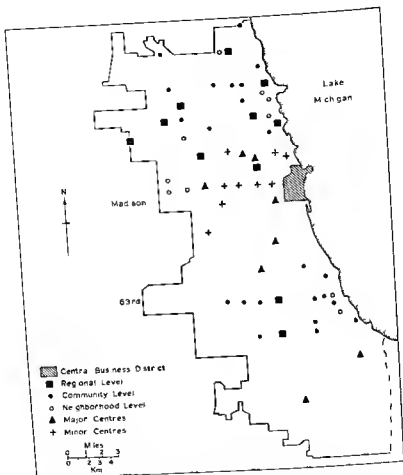 Lake
Michigan
N
Madison
63rd
Central Business District
Regional Level
Community Level
Neighborhood Level
Major Centres
Minor Centres
Miles
0 1 2 3
0 2 4
Km